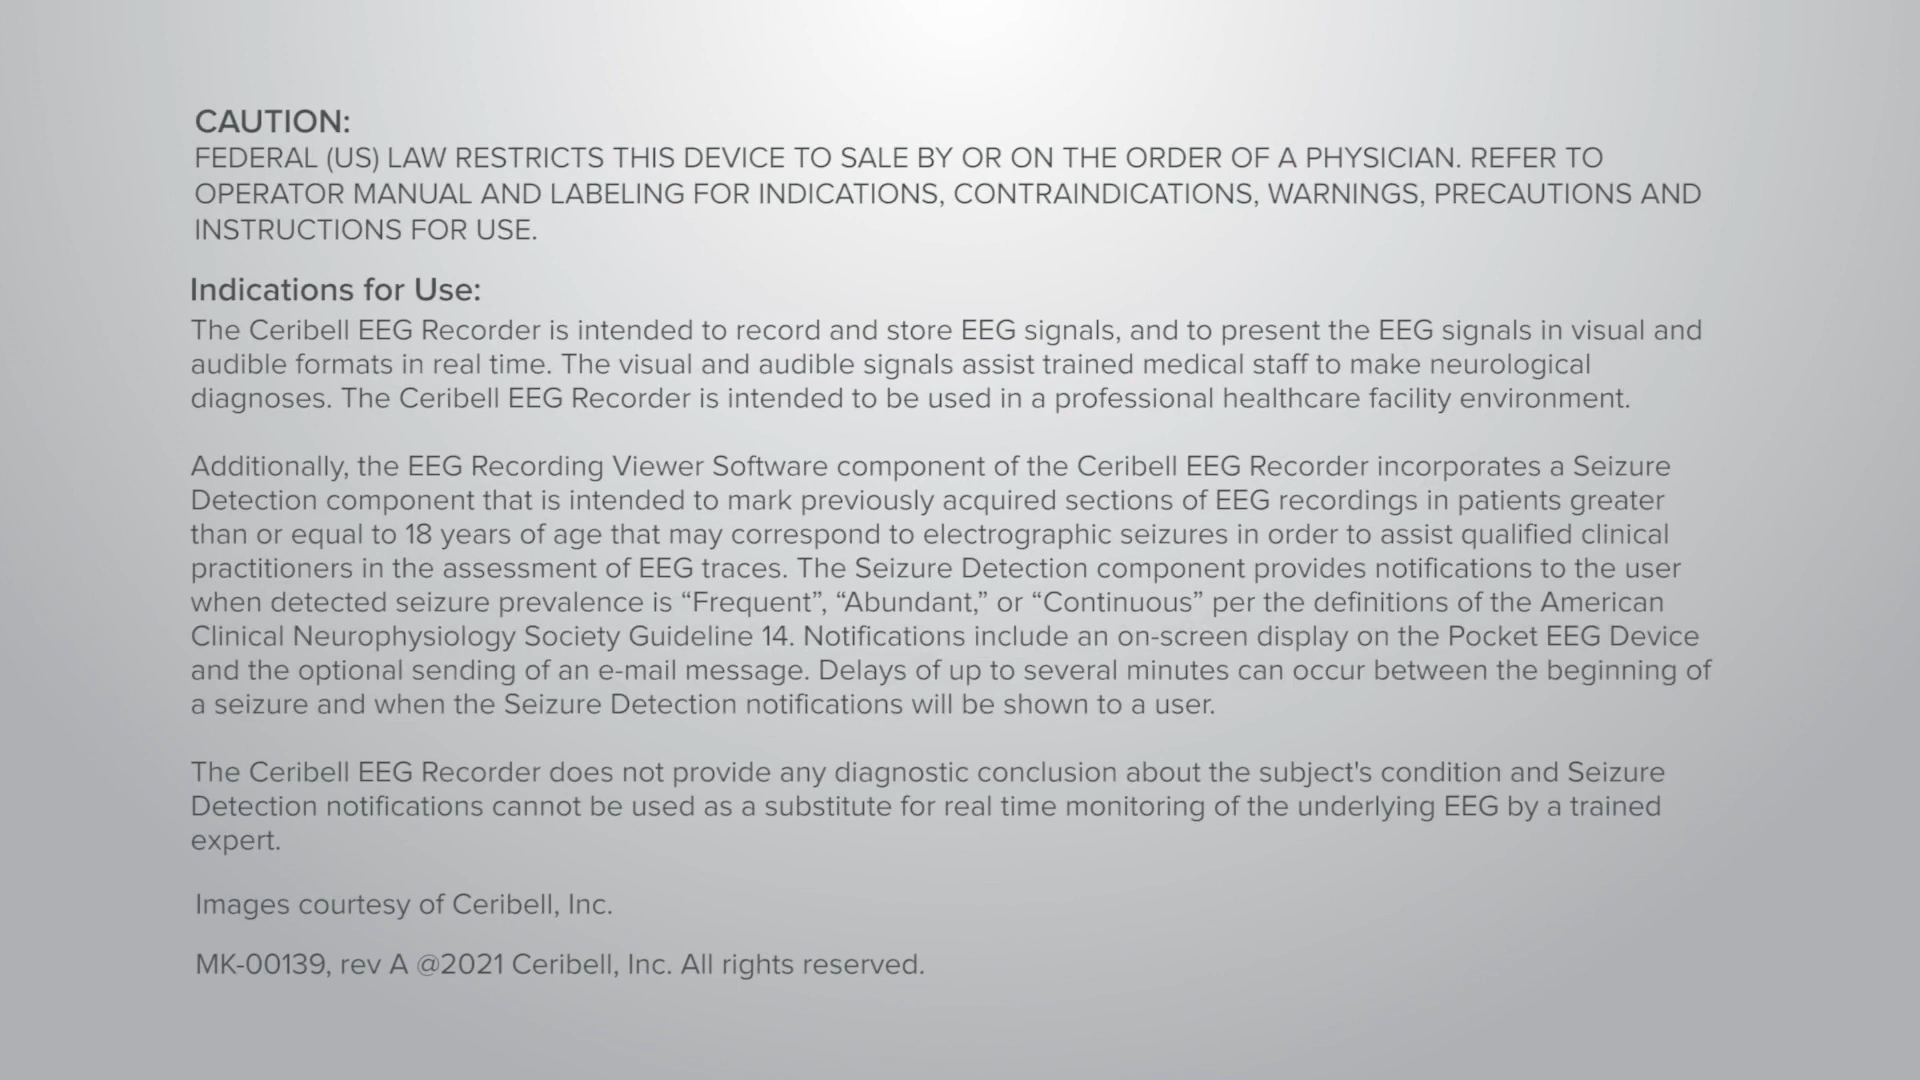 CAUTION:
FEDERAL (US) LAW RESTRICTS THIS DEVICE TO SALE BY OR ON THE ORDER OF A PHYSICIAN. REFER TO
OPERATOR MANUAL AND LABELING FOR INDICATIONS, CONTRAINDICATIONS, WARNINGS, PRECAUTIONS AND
INSTRUCTIONS FOR USE.
Indications for Use:
The Ceribell EEG Recorder is intended to record and store EEG signals, and to present the EEG signals in visual and
audible formats in real time. The visual and audible signals assist trained medical staff to make neurological
diagnoses. The Ceribell EEG Recorder is intended to be used in a professional healthcare facility environment.
Additionally, the EEG Recording Viewer Software component of the Ceribell EEG Recorder incorporates a Seizure
Detection component that is intended to mark previously acquired sections of EEG recordings in patients greater
than or equal to 18 years of age that may correspond to electrographic seizures in order to assist qualified clinical
practitioners in the assessment of EEG traces. The Seizure Detection component provides notifications to the user
when detected seizure prevalence is “Frequent”, “Abundant,” or “Continuous” per the definitions of the American
Clinical Neurophysiology Society Guideline 14. Notifications include an on-screen display on the Pocket EEG Device
and the optional sending of an e-mail message. Delays of up to several minutes can occur between the beginning of
a seizure and when the Seizure Detection notifications will be shown to a user.
The Ceribell EEG Recorder does not provide any diagnostic conclusion about the subject's condition and Seizure
Detection notifications cannot be used as a substitute for real time monitoring of the underlying EEG by a trained
expert.
Images courtesy of Ceribell, Inc.
MK-00139, rev A @2021 Ceribell, Inc. All rights reserved.